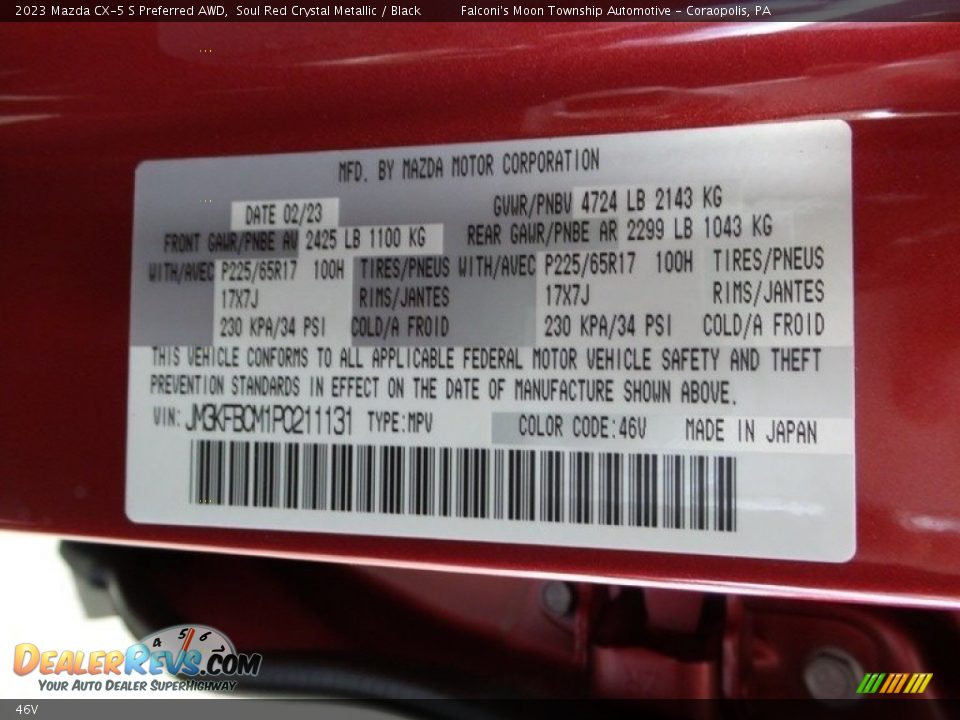 2023 Mazda CX-5 S Preferred AWD, Soul Red Crystal Metallic / Black Falconi's Moon Township Automotive - Coraopolis, PA
MFD. BY MAZDA MOTOR CORPORATION
DATE 02/23 GVWR/PNBV 4724 LB 2143 KG
FRONT GAWR/PNBE AV 2425 LB 1100 KG REAR GAWR/PNBE AR 2299 LB 1043 KG
WITH/AVEC P225/65R17 100H TIRES/PNEUS WITH/AVEC P225/65R17 100H TIRES/PNEUS
17X7J RIMS/JANTES 17X7J RIMS/JANTES
230 KPA/34 PSI COLD/A FROID 230 KPA/34 PSI COLD/A FROID
THIS VEHICLE CONFORMS TO ALL APPLICABLE FEDERAL MOTOR VEHICLE SAFETY AND THEFT
PREVENTION STANDARDS IN EFFECT ON THE DATE OF MANUFACTURE SHOWN ABOVE.
VIN: JM3KFBCM1P0211131 TYPE:MPV COLOR CODE:46V MADE IN JAPAN
4 5 6
DEALERREVS.COM
YOUR AUTO DEALER SUPERHIGHWAY
46V